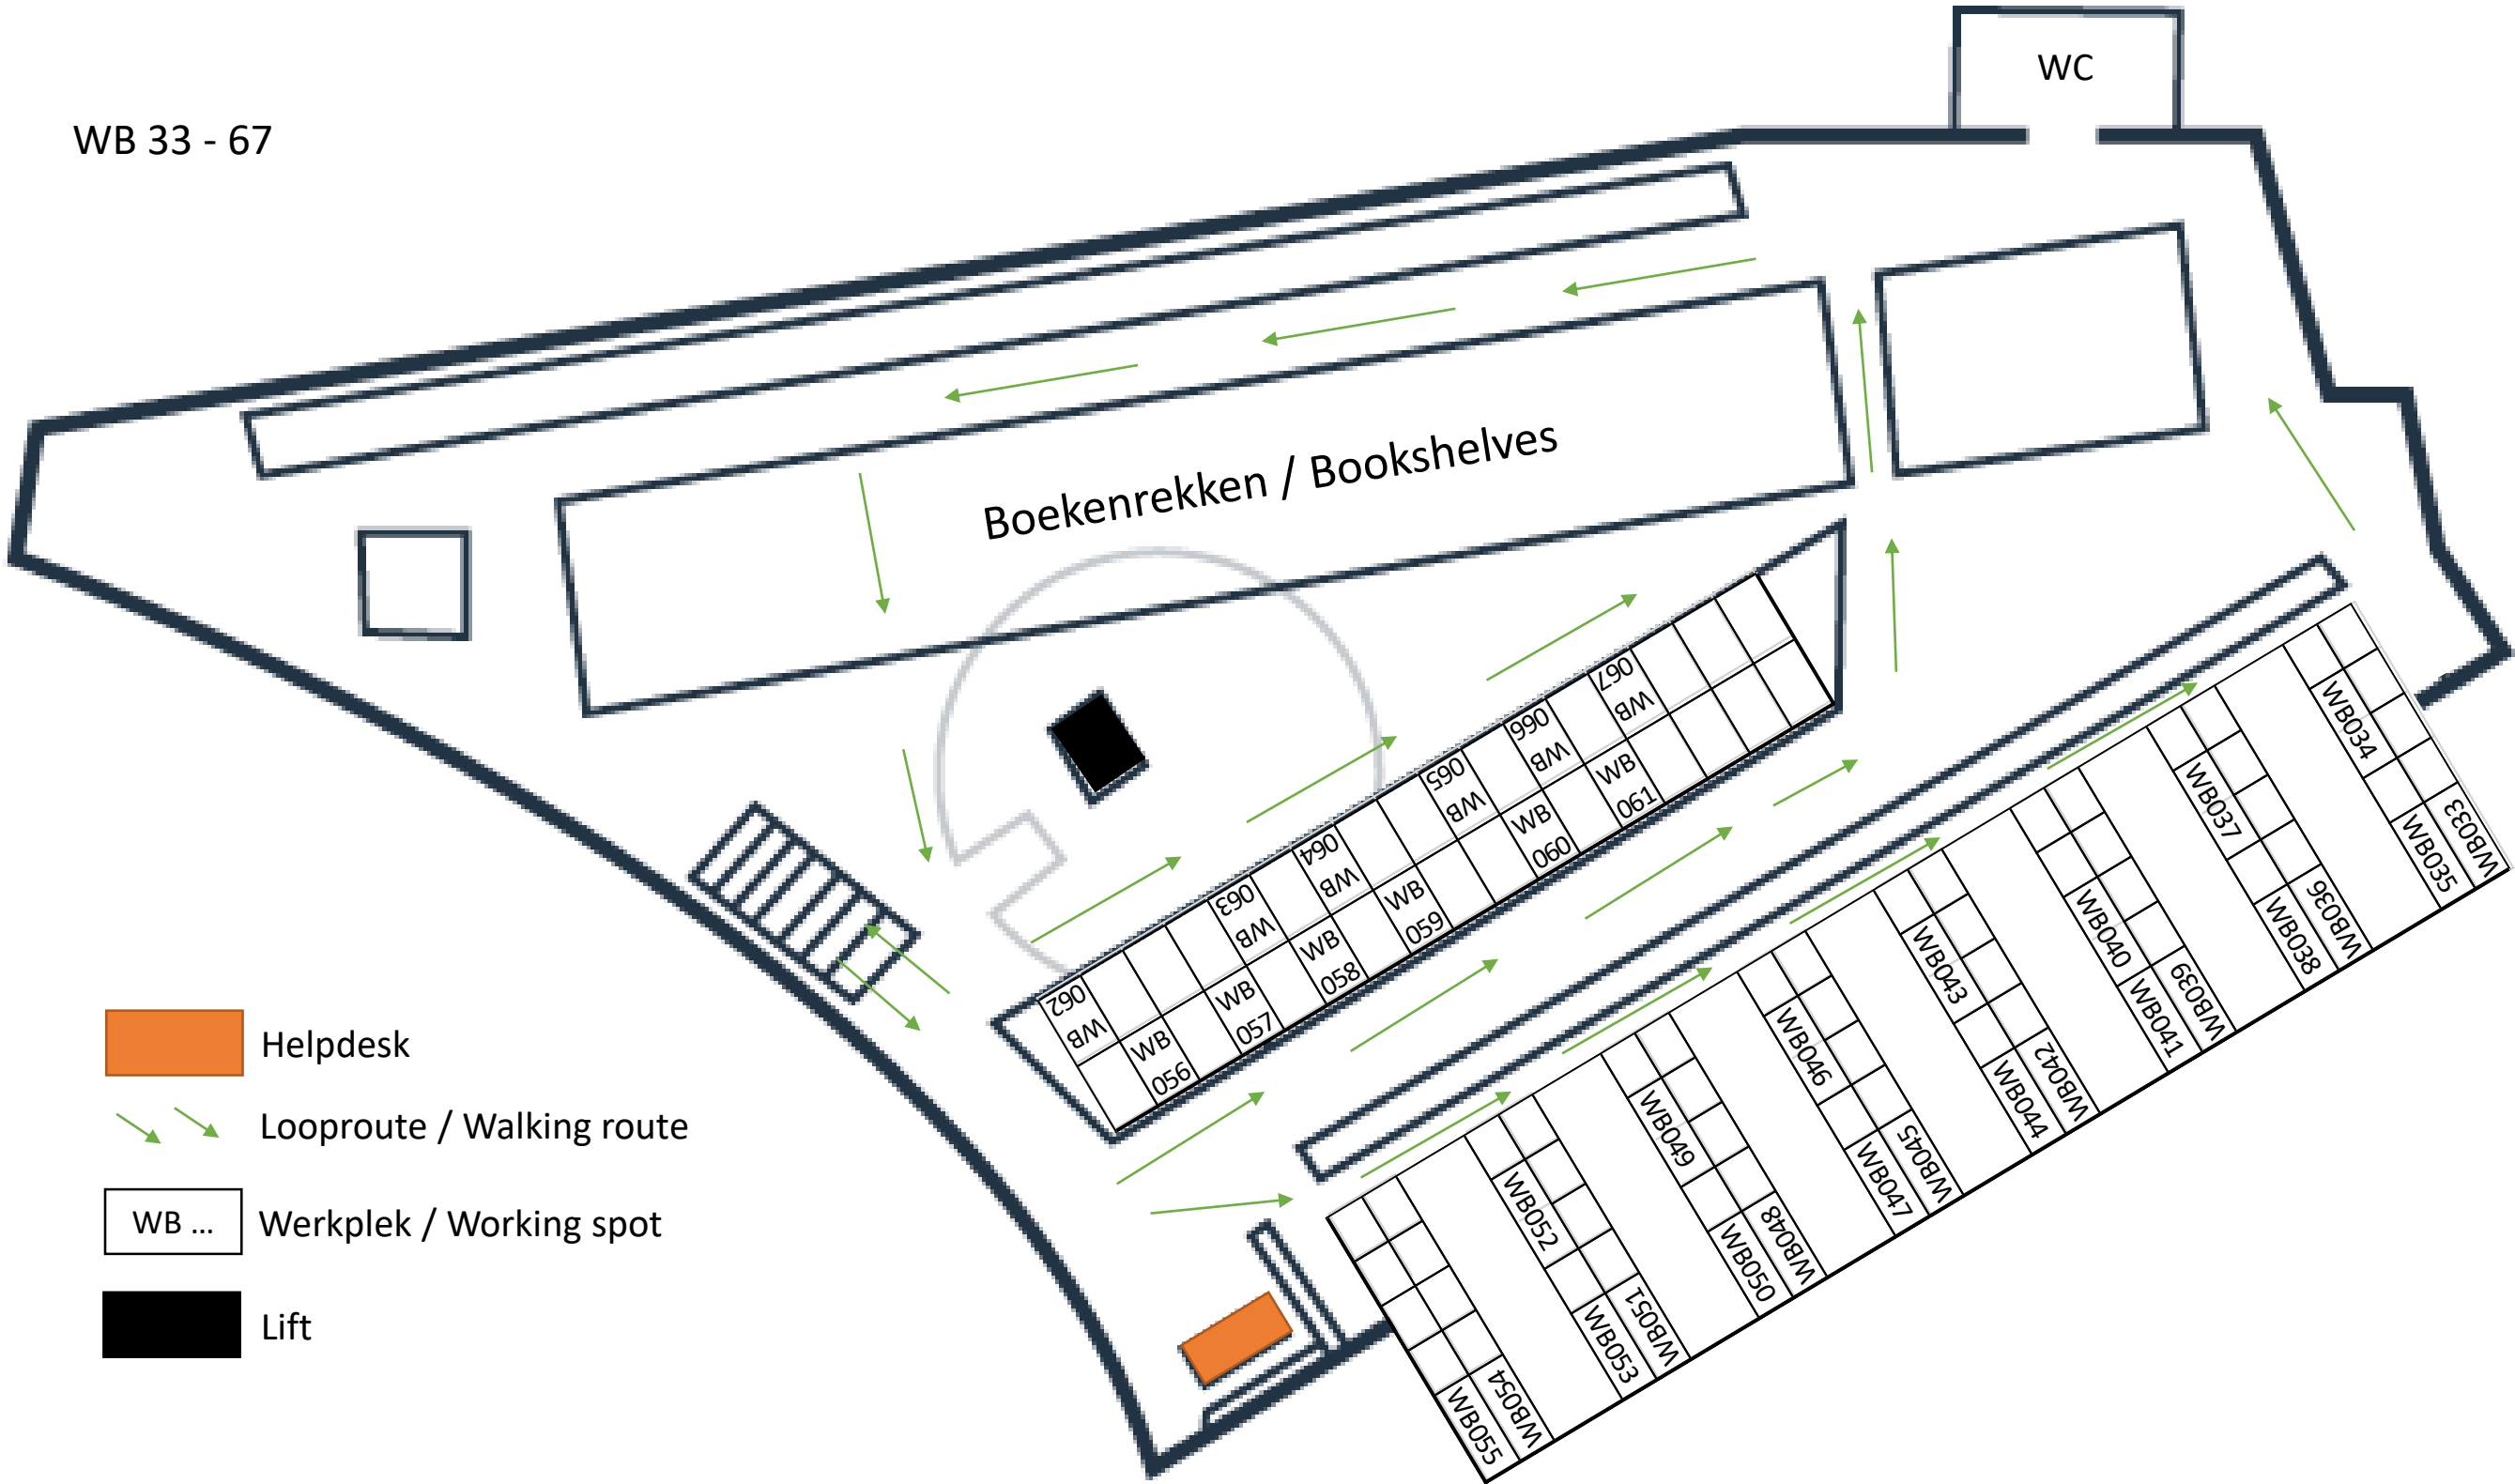 WC
WB 33 - 67
Boekenrekken / Bookshelves
067
WB
066
WB
065
WB
064
WB
063
WB
062
WB
WB
061
WB
090
WB
059
WB
058
WB
057
WB
056
WB034
WB033
WB035
WB037
WB036
WB038
WB040
WB039
WB041
WB043
WB042
WB044
WB046
WB045
WB047
WB049
WB048
WB050
WB052
WB051
WB053
WB054
WB055
Helpdesk
Looproute / Walking route
WB ...
Werkplek / Working spot
Lift